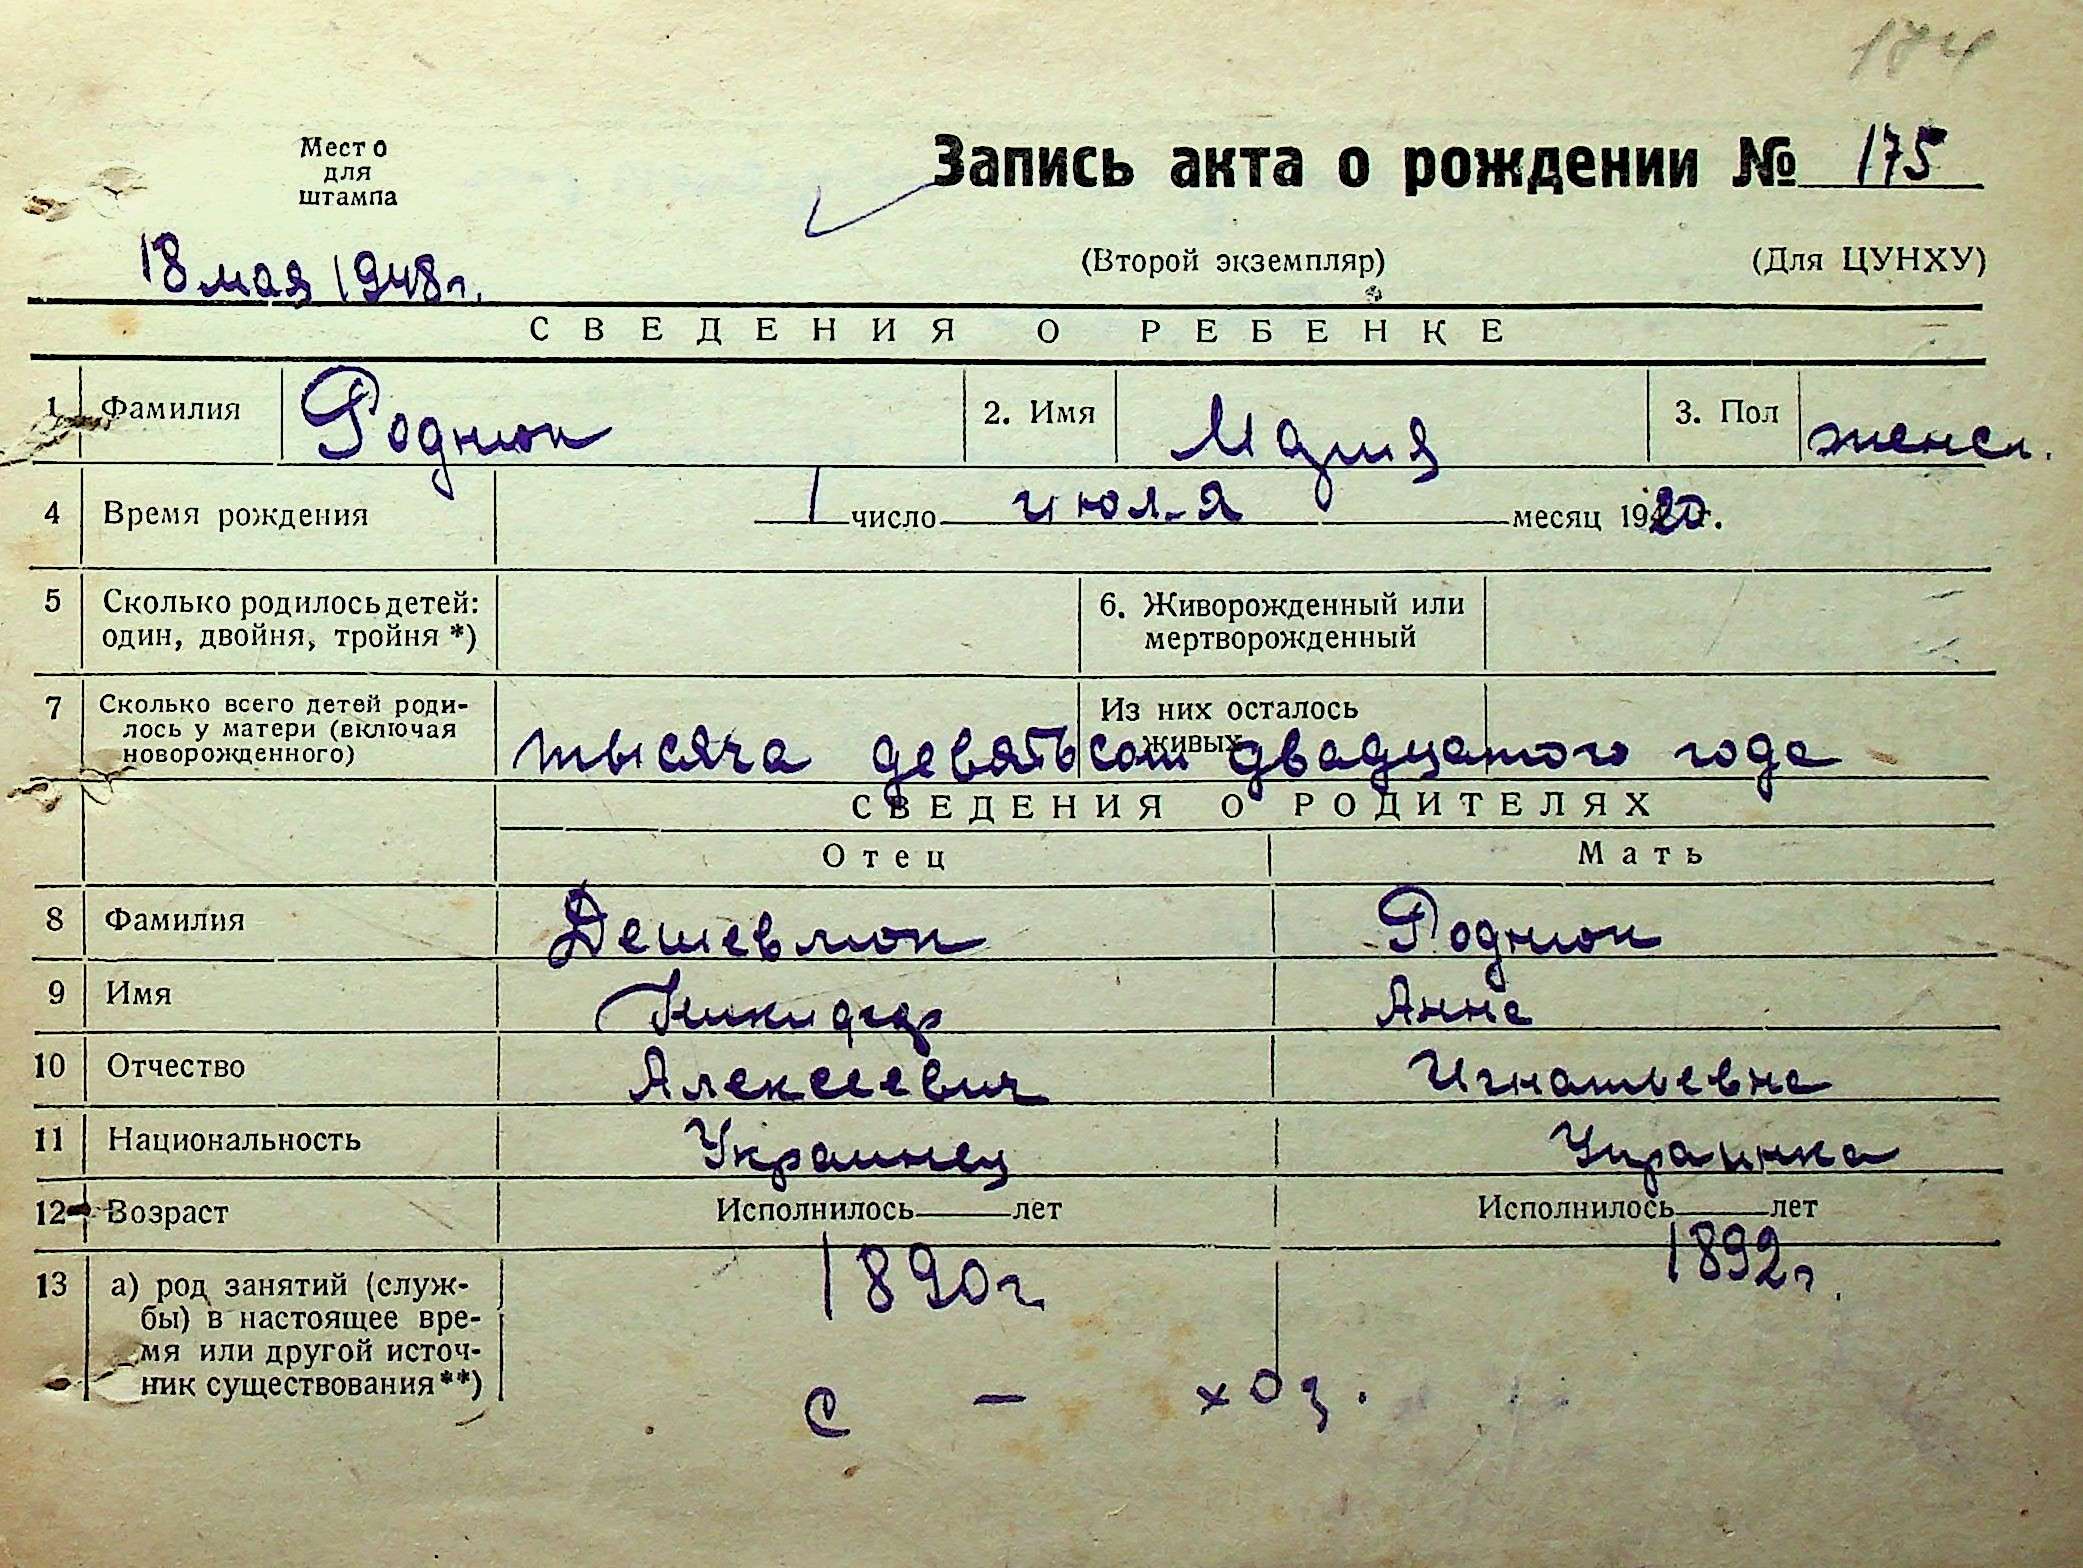 174
Место
для
штампа
Запись акта о рождении № 175
(Второй экземпляр) (Для ЦУНХУ)
18 мая 1948 г.
СВЕДЕНИЯ О РЕБЕНКЕ
1 Фамилия Роднюк 2. Имя Мария 3. Пол женск.
4 Время рождения 1 число июля месяц 1920 г.
5 Сколько родилось детей: 6. Живорожденный или
один, двойня, тройня *) мертворожденный
7 Сколько всего детей роди- Из них осталось
лось у матери (включая живых
новорожденного) тысяча девятьсот двадцатого года
СВЕДЕНИЯ О РОДИТЕЛЯХ
Отец Мать
8 Фамилия Дешевлюк Роднюк
9 Имя Никифор Анна
10 Отчество Алексеевич Игнатьевна
11 Национальность Украинец Украинка
12 Возраст Исполнилось лет Исполнилось лет
1890 г 1892 г.
13 а) род занятий (служ-
бы) в настоящее вре-
мя или другой источ-
ник существования**)
с - хоз.